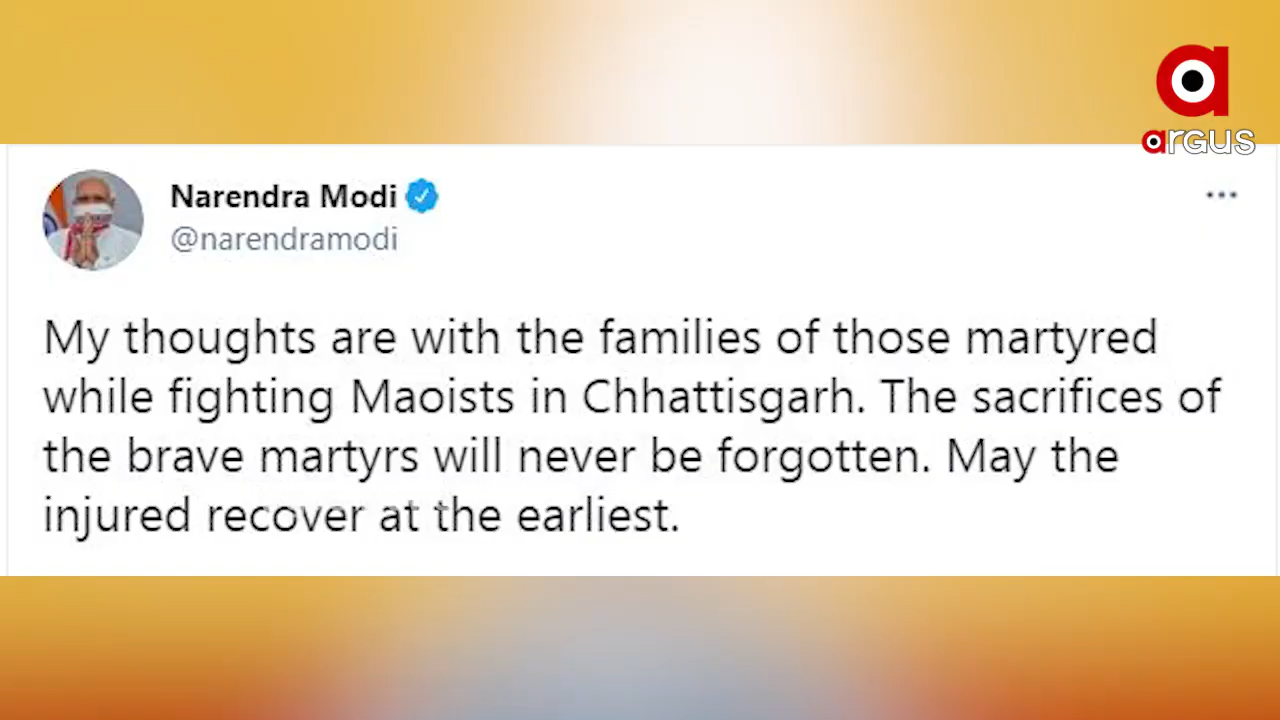 argus
Narendra Modi
@narendramodi
My thoughts are with the families of those martyred
while fighting Maoists in Chhattisgarh. The sacrifices of
the brave martyrs will never be forgotten. May the
injured recover at the earliest.